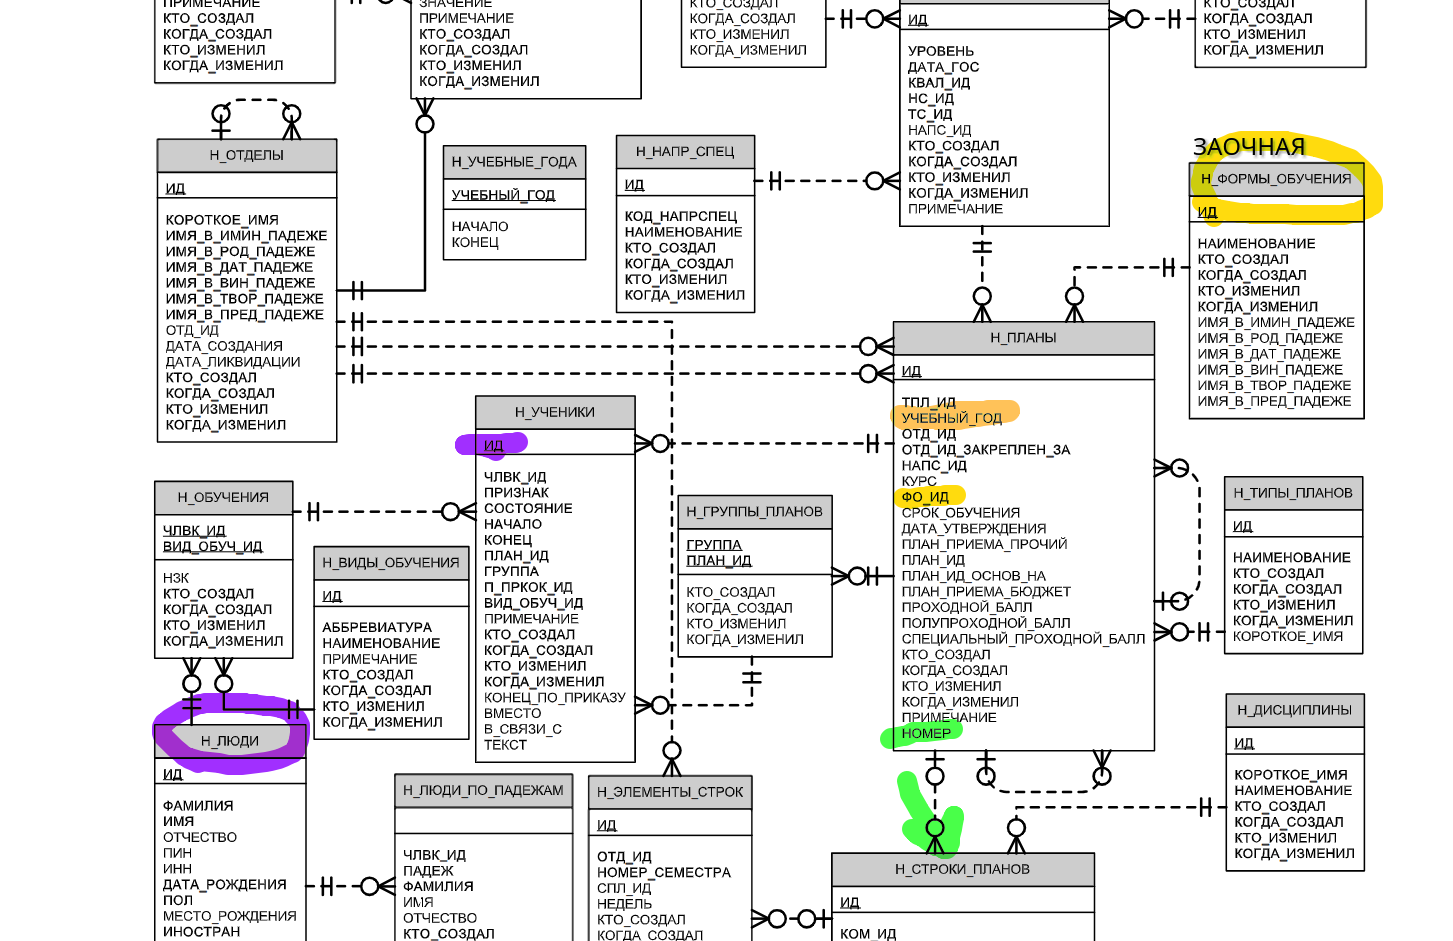 ПРИМЕЧАНИЕ
КТО_СОЗДАЛ
КОГДА_СОЗДАЛ
КТО_ИЗМЕНИЛ
КОГДА_ИЗМЕНИЛ
ЗНАЧЕНИЕ
ПРИМЕЧАНИЕ
КТО_СОЗДАЛ
КОГДА_СОЗДАЛ
КТО_ИЗМЕНИЛ
КОГДА_ИЗМЕНИЛ
КТО_СОЗДАЛ
КОГДА_СОЗДАЛ
КТО_ИЗМЕНИЛ
КОГДА_ИЗМЕНИЛ
ИД
УРОВЕНЬ
ДАТА_ГОС
КВАЛ_ИД
НС_ИД
ТС_ИД
НАПС_ИД
КТО_СОЗДАЛ
КОГДА_СОЗДАЛ
КТО_ИЗМЕНИЛ
КОГДА_ИЗМЕНИЛ
ПРИМЕЧАНИЕ
КТО_СОЗДАЛ
КОГДА_СОЗДАЛ
КТО_ИЗМЕНИЛ
КОГДА_ИЗМЕНИЛ
Н_ОТДЕЛЫ
ИД
КОРОТКОЕ_ИМЯ
ИМЯ_В_ИМИН_ПАДЕЖЕ
ИМЯ_В_РОД_ПАДЕЖЕ
ИМЯ_В_ДАТ_ПАДЕЖЕ
ИМЯ_В_ВИН_ПАДЕЖЕ
ИМЯ_В_ТВОР_ПАДЕЖЕ
ИМЯ_В_ПРЕД_ПАДЕЖЕ
ОТД_ИД
ДАТА_СОЗДАНИЯ
ДАТА_ЛИКВИДАЦИИ
КТО_СОЗДАЛ
КОГДА_СОЗДАЛ
КТО_ИЗМЕНИЛ
КОГДА_ИЗМЕНИЛ
Н_УЧЕБНЫЕ_ГОДА
УЧЕБНЫЙ_ГОД
НАЧАЛО
КОНЕЦ
Н_НАПР_СПЕЦ
ИД
КОД_НАПРСПЕЦ
НАИМЕНОВАНИЕ
КТО_СОЗДАЛ
КОГДА_СОЗДАЛ
КТО_ИЗМЕНИЛ
КОГДА_ИЗМЕНИЛ
ЗАОЧНАЯ
Н_ФОРМЫ_ОБУЧЕНИЯ
ИД
НАИМЕНОВАНИЕ
КТО_СОЗДАЛ
КОГДА_СОЗДАЛ
КТО_ИЗМЕНИЛ
КОГДА_ИЗМЕНИЛ
ИМЯ_В_ИМИН_ПАДЕЖЕ
ИМЯ_В_РОД_ПАДЕЖЕ
ИМЯ_В_ДАТ_ПАДЕЖЕ
ИМЯ_В_ВИН_ПАДЕЖЕ
ИМЯ_В_ТВОР_ПАДЕЖЕ
ИМЯ_В_ПРЕД_ПАДЕЖЕ
Н_ПЛАНЫ
ИД
ТПЛ_ИД
УЧЕБНЫЙ_ГОД
ОТД_ИД
ОТД_ИД_ЗАКРЕПЛЕН_ЗА
НАПС_ИД
КУРС
ФО_ИД
СРОК_ОБУЧЕНИЯ
ДАТА_УТВЕРЖДЕНИЯ
ПЛАН_ПРИЕМА_ПРОЧИЙ
ПЛАН_ИД
ПЛАН_ИД_ОСНОВ_НА
ПЛАН_ПРИЕМА_БЮДЖЕТ
ПРОХОДНОЙ_БАЛЛ
ПОЛУПРОХОДНОЙ_БАЛЛ
СПЕЦИАЛЬНЫЙ_ПРОХОДНОЙ_БАЛЛ
КТО_СОЗДАЛ
КОГДА_СОЗДАЛ
КТО_ИЗМЕНИЛ
КОГДА_ИЗМЕНИЛ
ПРИМЕЧАНИЕ
НОМЕР
Н_УЧЕНИКИ
ИД
ЧЛВК_ИД
ПРИЗНАК
СОСТОЯНИЕ
НАЧАЛО
КОНЕЦ
ПЛАН_ИД
ГРУППА
П_ПРКОК_ИД
ВИД_ОБУЧ_ИД
ПРИМЕЧАНИЕ
КТО_СОЗДАЛ
КОГДА_СОЗДАЛ
КТО_ИЗМЕНИЛ
КОГДА_ИЗМЕНИЛ
КОНЕЦ_ПО_ПРИКАЗУ
ВМЕСТО
В_СВЯЗИ_С
ТЕКСТ
Н_ОБУЧЕНИЯ
ЧЛВК_ИД
ВИД_ОБУЧ_ИД
НЗК
КТО_СОЗДАЛ
КОГДА_СОЗДАЛ
КТО_ИЗМЕНИЛ
КОГДА_ИЗМЕНИЛ
Н_ВИДЫ_ОБУЧЕНИЯ
ИД
АББРЕВИАТУРА
НАИМЕНОВАНИЕ
ПРИМЕЧАНИЕ
КТО_СОЗДАЛ
КОГДА_СОЗДАЛ
КТО_ИЗМЕНИЛ
КОГДА_ИЗМЕНИЛ
Н_ГРУППЫ_ПЛАНОВ
ГРУППА
ПЛАН_ИД
КТО_СОЗДАЛ
КОГДА_СОЗДАЛ
КТО_ИЗМЕНИЛ
КОГДА_ИЗМЕНИЛ
Н_ТИПЫ_ПЛАНОВ
ИД
НАИМЕНОВАНИЕ
КТО_СОЗДАЛ
КОГДА_СОЗДАЛ
КТО_ИЗМЕНИЛ
КОГДА_ИЗМЕНИЛ
КОРОТКОЕ_ИМЯ
Н_ДИСЦИПЛИНЫ
ИД
КОРОТКОЕ_ИМЯ
НАИМЕНОВАНИЕ
КТО_СОЗДАЛ
КОГДА_СОЗДАЛ
КТО_ИЗМЕНИЛ
КОГДА_ИЗМЕНИЛ
Н_ЛЮДИ
ИД
ФАМИЛИЯ
ИМЯ
ОТЧЕСТВО
ПИН
ИНН
ДАТА_РОЖДЕНИЯ
ПОЛ
МЕСТО_РОЖДЕНИЯ
ИНОСТРАН
Н_ЛЮДИ_ПО_ПАДЕЖАМ
ЧЛВК_ИД
ПАДЕЖ
ФАМИЛИЯ
ИМЯ
ОТЧЕСТВО
КТО_СОЗДАЛ
Н_ЭЛЕМЕНТЫ_СТРОК
ИД
ОТД_ИД
НОМЕР_СЕМЕСТРА
СПЛ_ИД
НЕДЕЛЬ
КТО_СОЗДАЛ
КОГДА_СОЗДАЛ
Н_СТРОКИ_ПЛАНОВ
ИД
КОМ_ИД